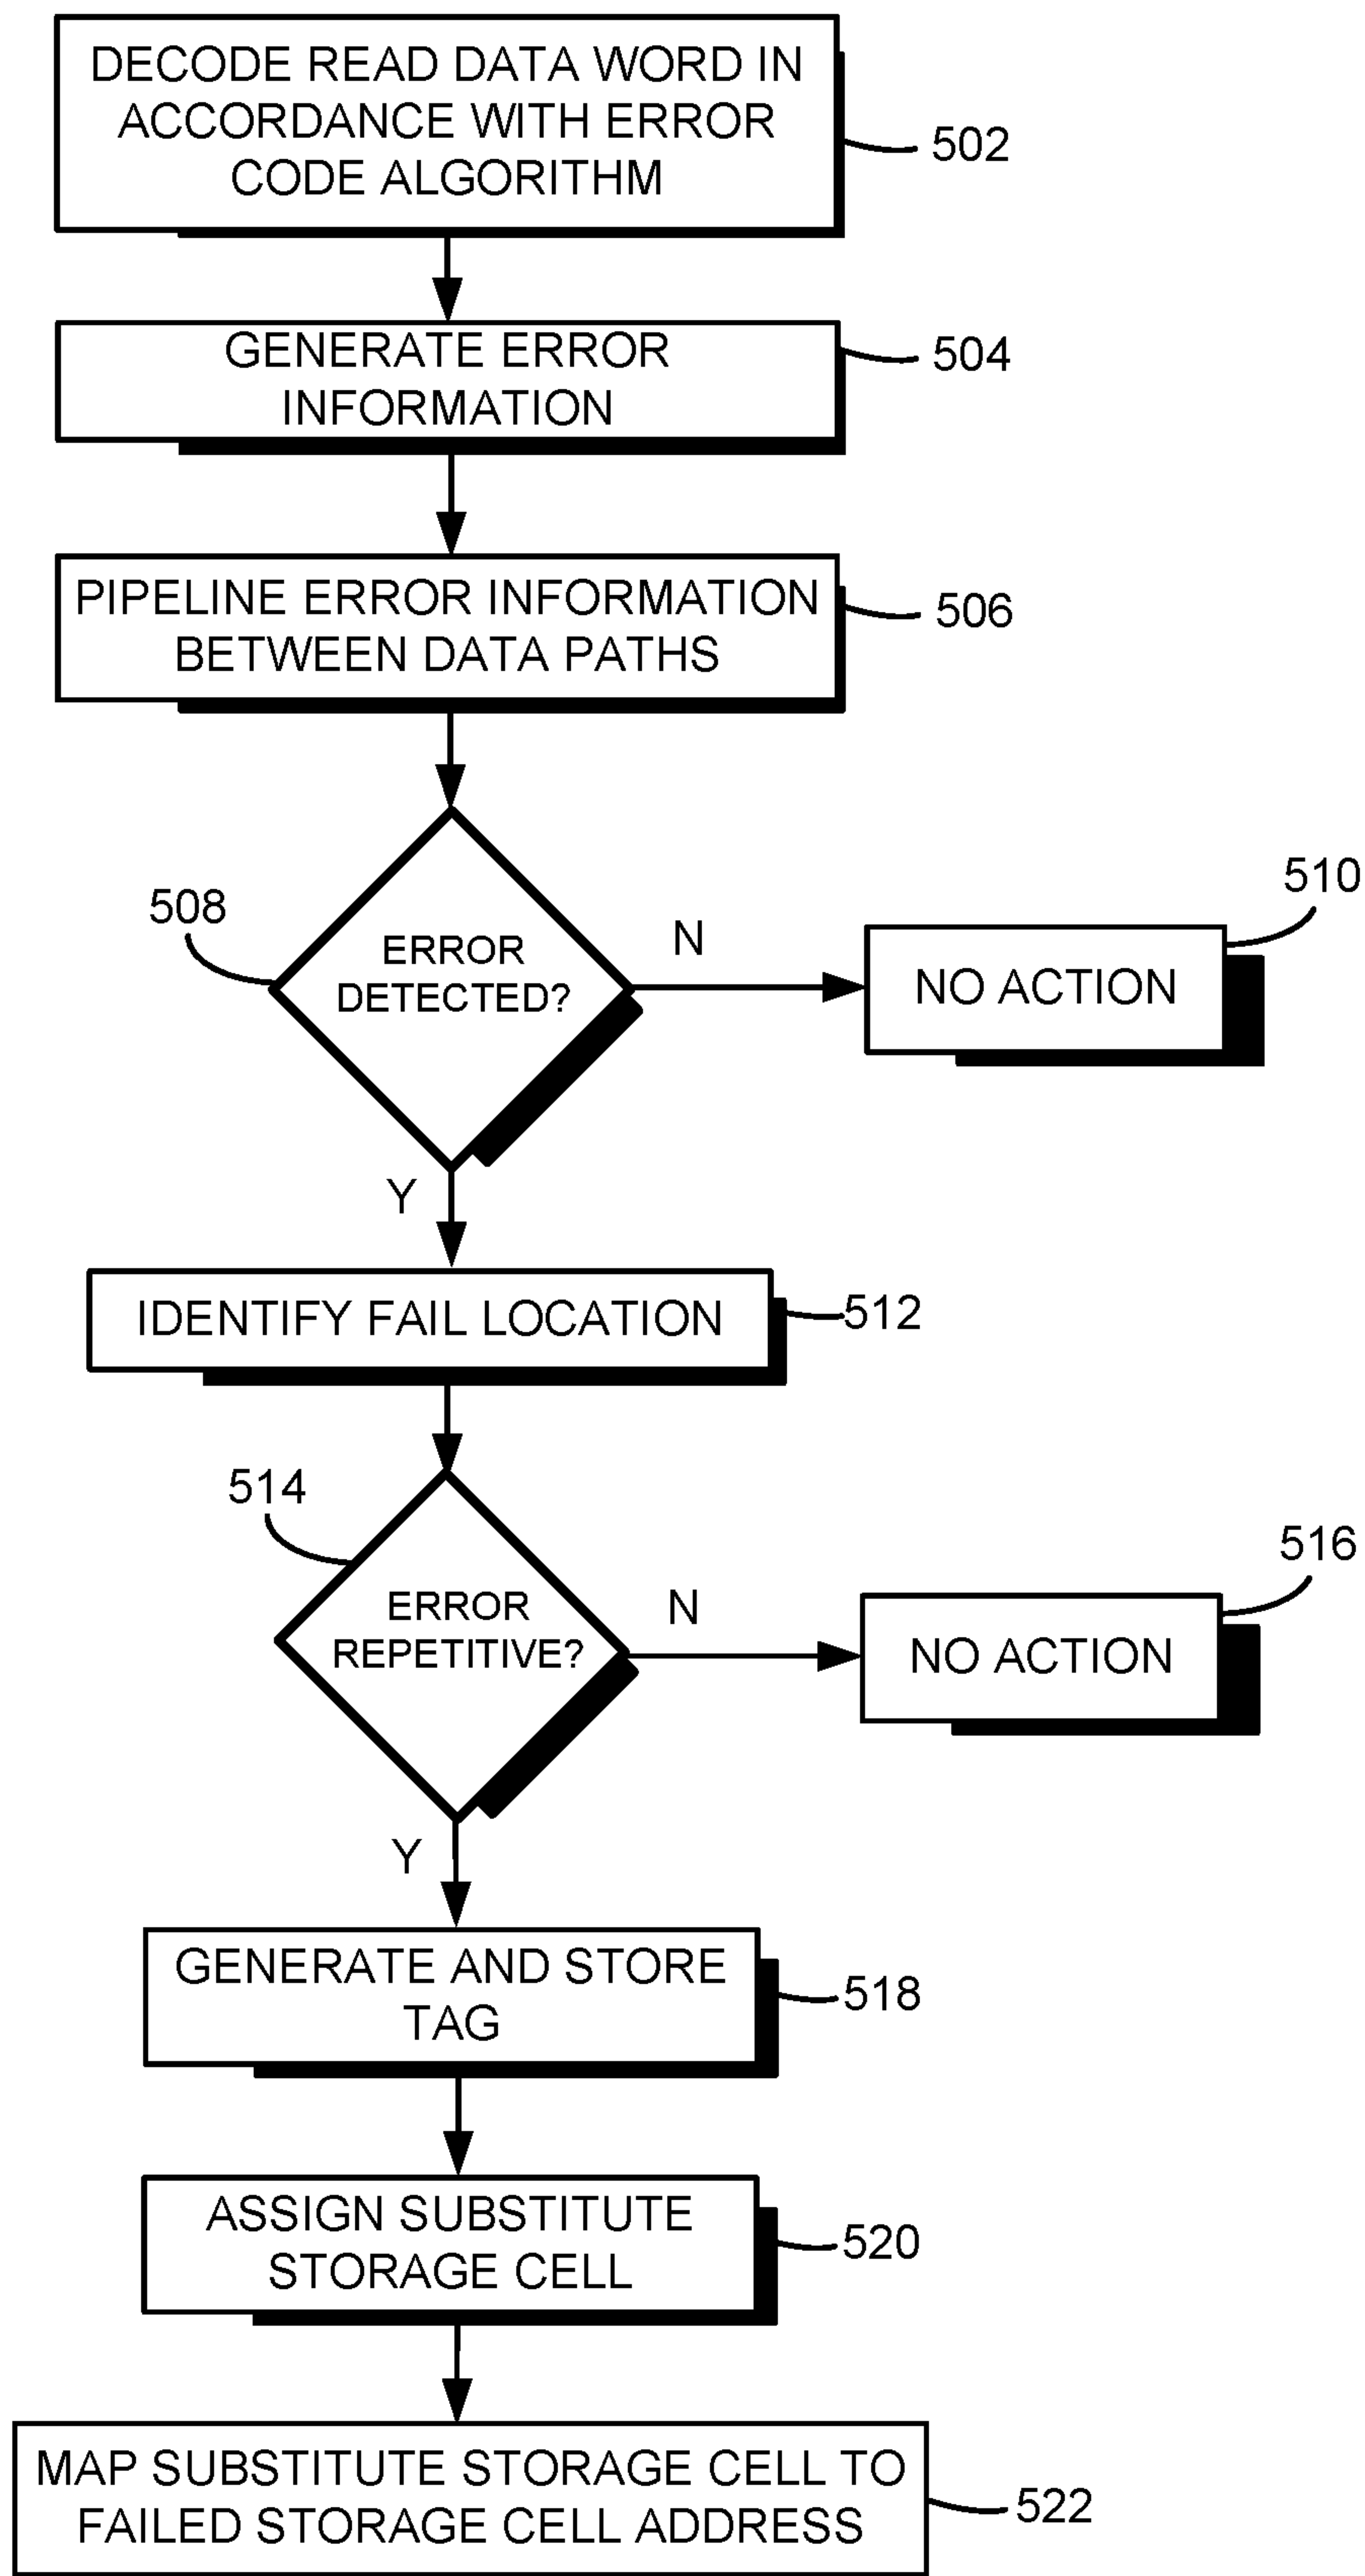 DECODE READ DATA WORD IN
ACCORDANCE WITH ERROR
CODE ALGORITHM
502
GENERATE ERROR
INFORMATION
504
PIPELINE ERROR INFORMATION
BETWEEN DATA PATHS
506
508
ERROR
DETECTED?
N
510
NO ACTION
Y
IDENTIFY FAIL LOCATION
512
514
ERROR
REPETITIVE?
N
516
NO ACTION
Y
GENERATE AND STORE
TAG
518
ASSIGN SUBSTITUTE
STORAGE CELL
520
MAP SUBSTITUTE STORAGE CELL TO
FAILED STORAGE CELL ADDRESS
522